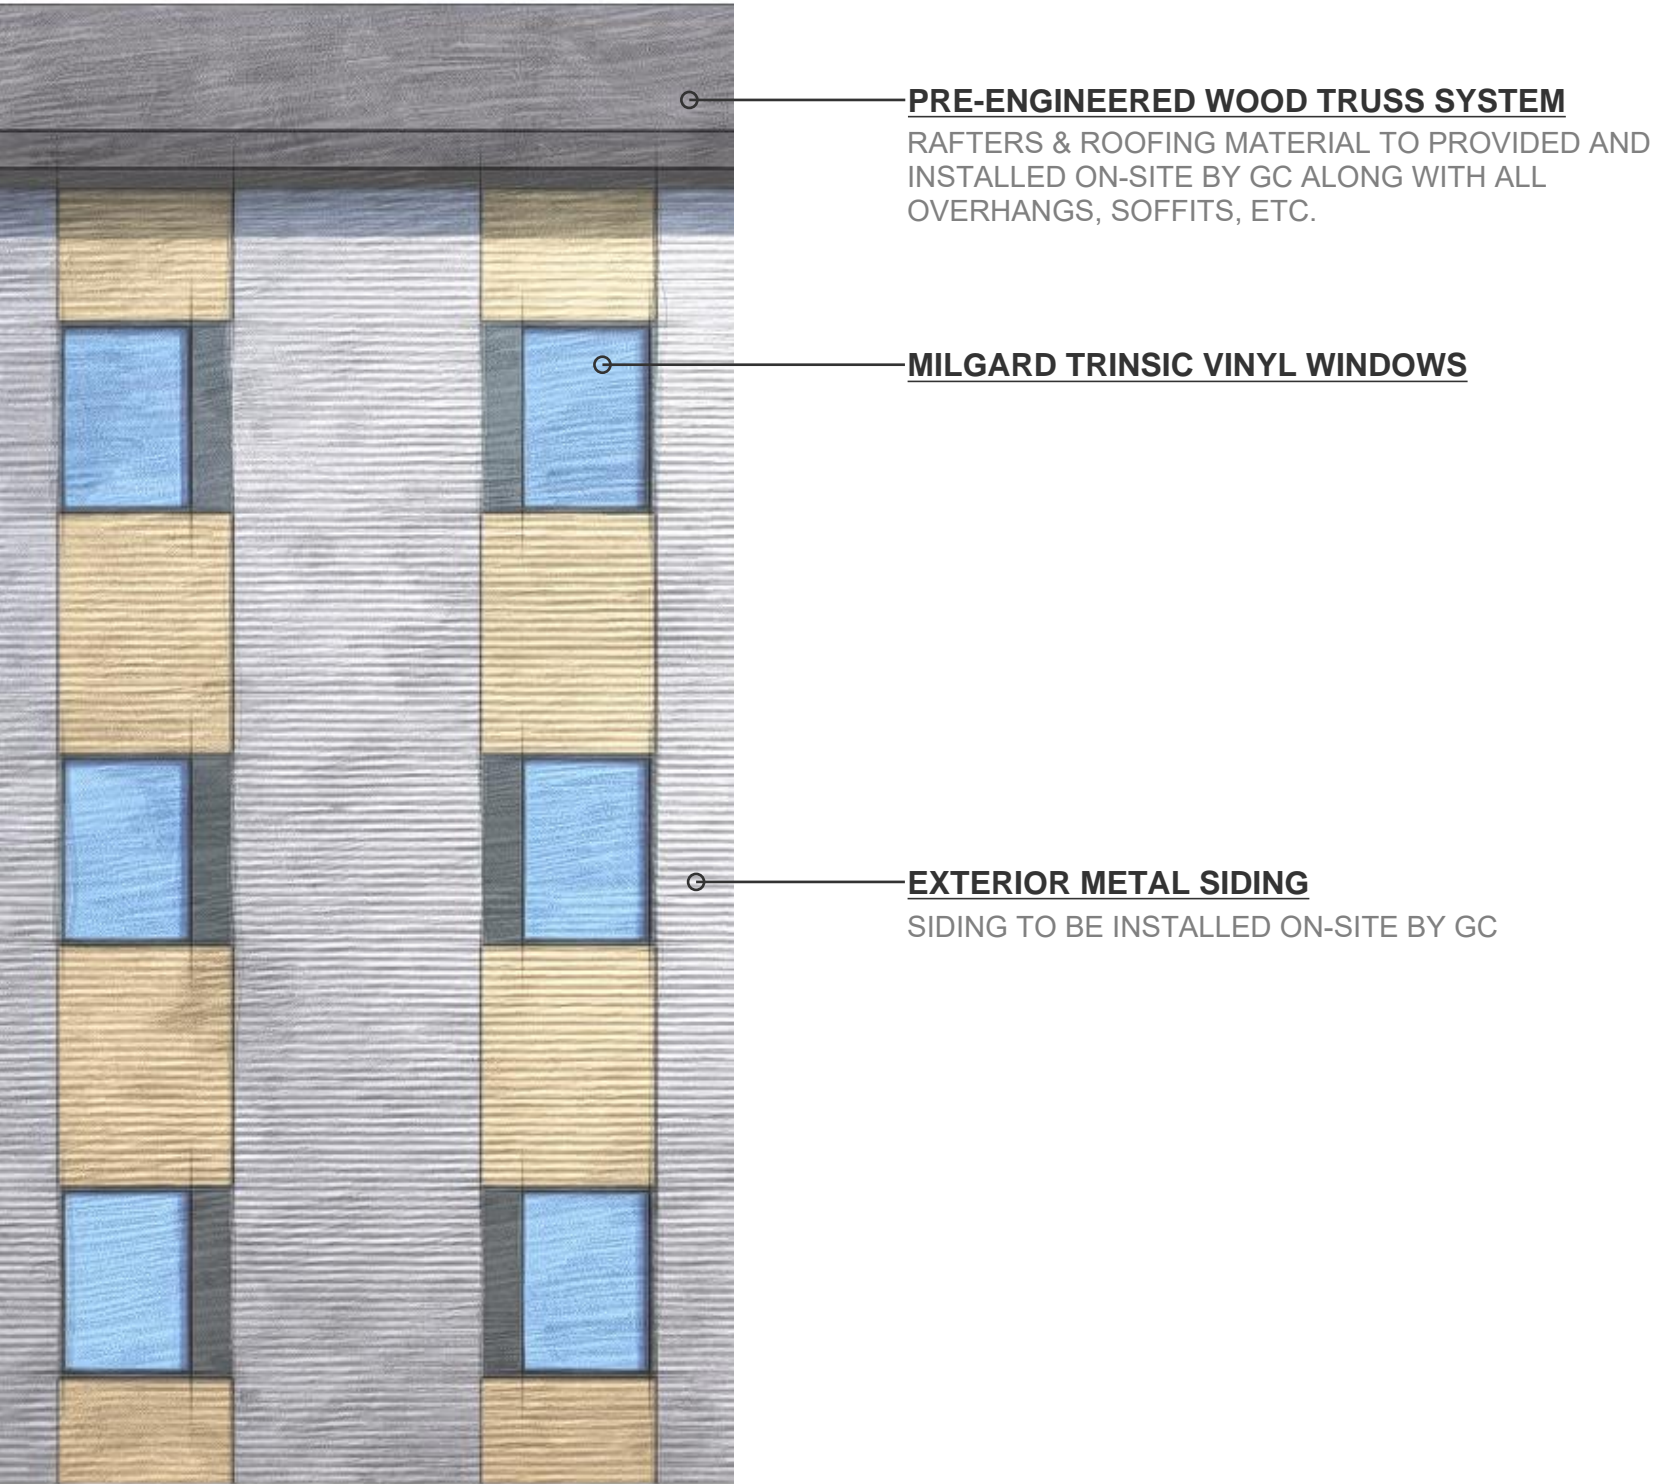 PRE-ENGINEERED WOOD TRUSS SYSTEM
RAFTERS & ROOFING MATERIAL TO PROVIDED AND
INSTALLED ON-SITE BY GC ALONG WITH ALL
OVERHANGS, SOFFITS, ETC.
MILGARD TRINSIC VINYL WINDOWS
EXTERIOR METAL SIDING
SIDING TO BE INSTALLED ON-SITE BY GC